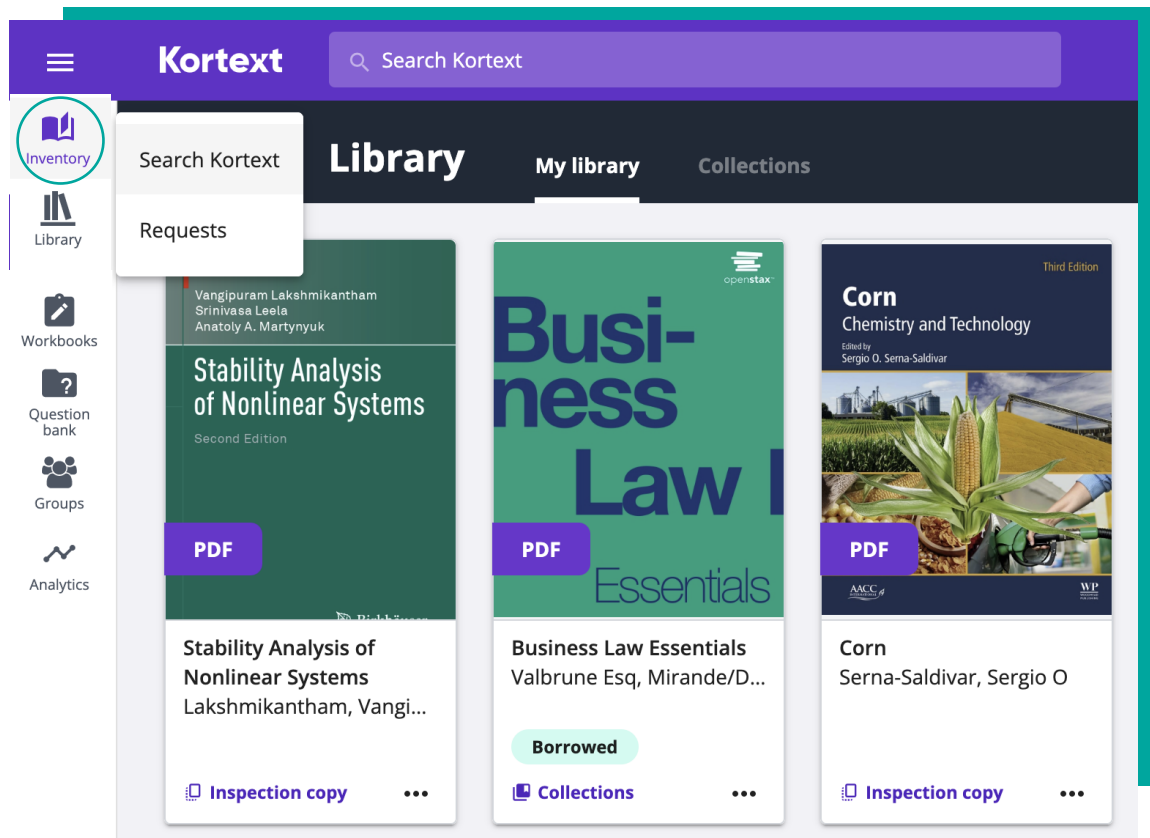 Kortext
Search Kortext
Inventory
Library
Workbooks
Question
bank
Groups
Analytics
Search Kortext
Requests
Library
My library
Collections
Vangipuram Lakshmikantham
Srinivasa Leela
Anatoly A. Martynyuk
Stability Analysis
of Nonlinear Systems
Second Edition
PDF
Birkhäuser
Stability Analysis of
Nonlinear Systems
Lakshmikantham, Vangi...
Inspection copy
openstax™
Busi-
ness
Law
Essentials
PDF
Business Law Essentials
Valbrune Esq, Mirande/D...
Borrowed
Collections
Third Edition
Corn
Chemistry and Technology
Edited by
Sergio O. Serna-Saldivar
PDF
AACC
WP
Corn
Serna-Saldivar, Sergio O
Inspection copy